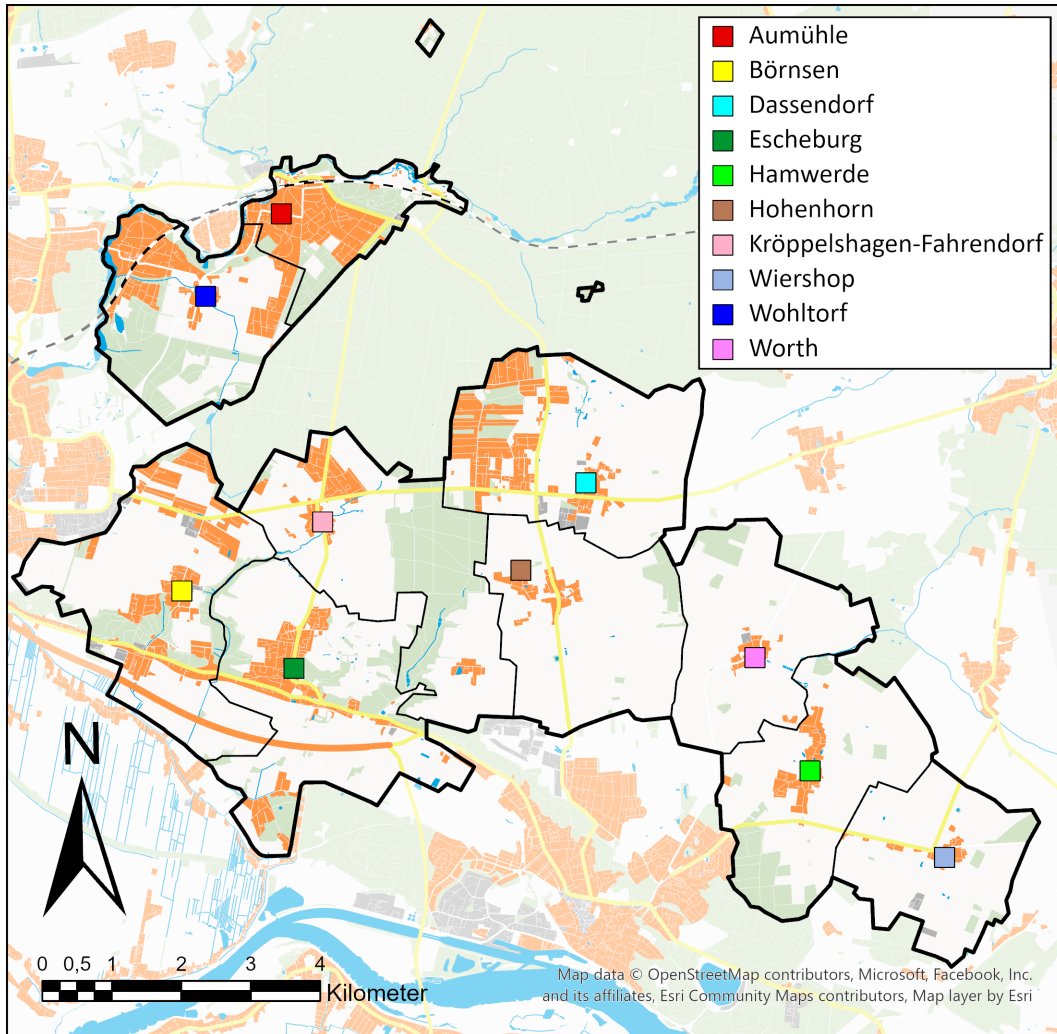 Aumühle
Börnsen
Dassendorf
Escheburg
Hamwerde
Hohenhorn
Kröppelshagen-Fahrendorf
Wiershop
Wohltorf
Worth
N
0 0,5 1 2 3 4
Kilometer
Map data © OpenStreetMap contributors, Microsoft, Facebook, Inc.
and its affiliates, Esri Community Maps contributors, Map layer by Esri